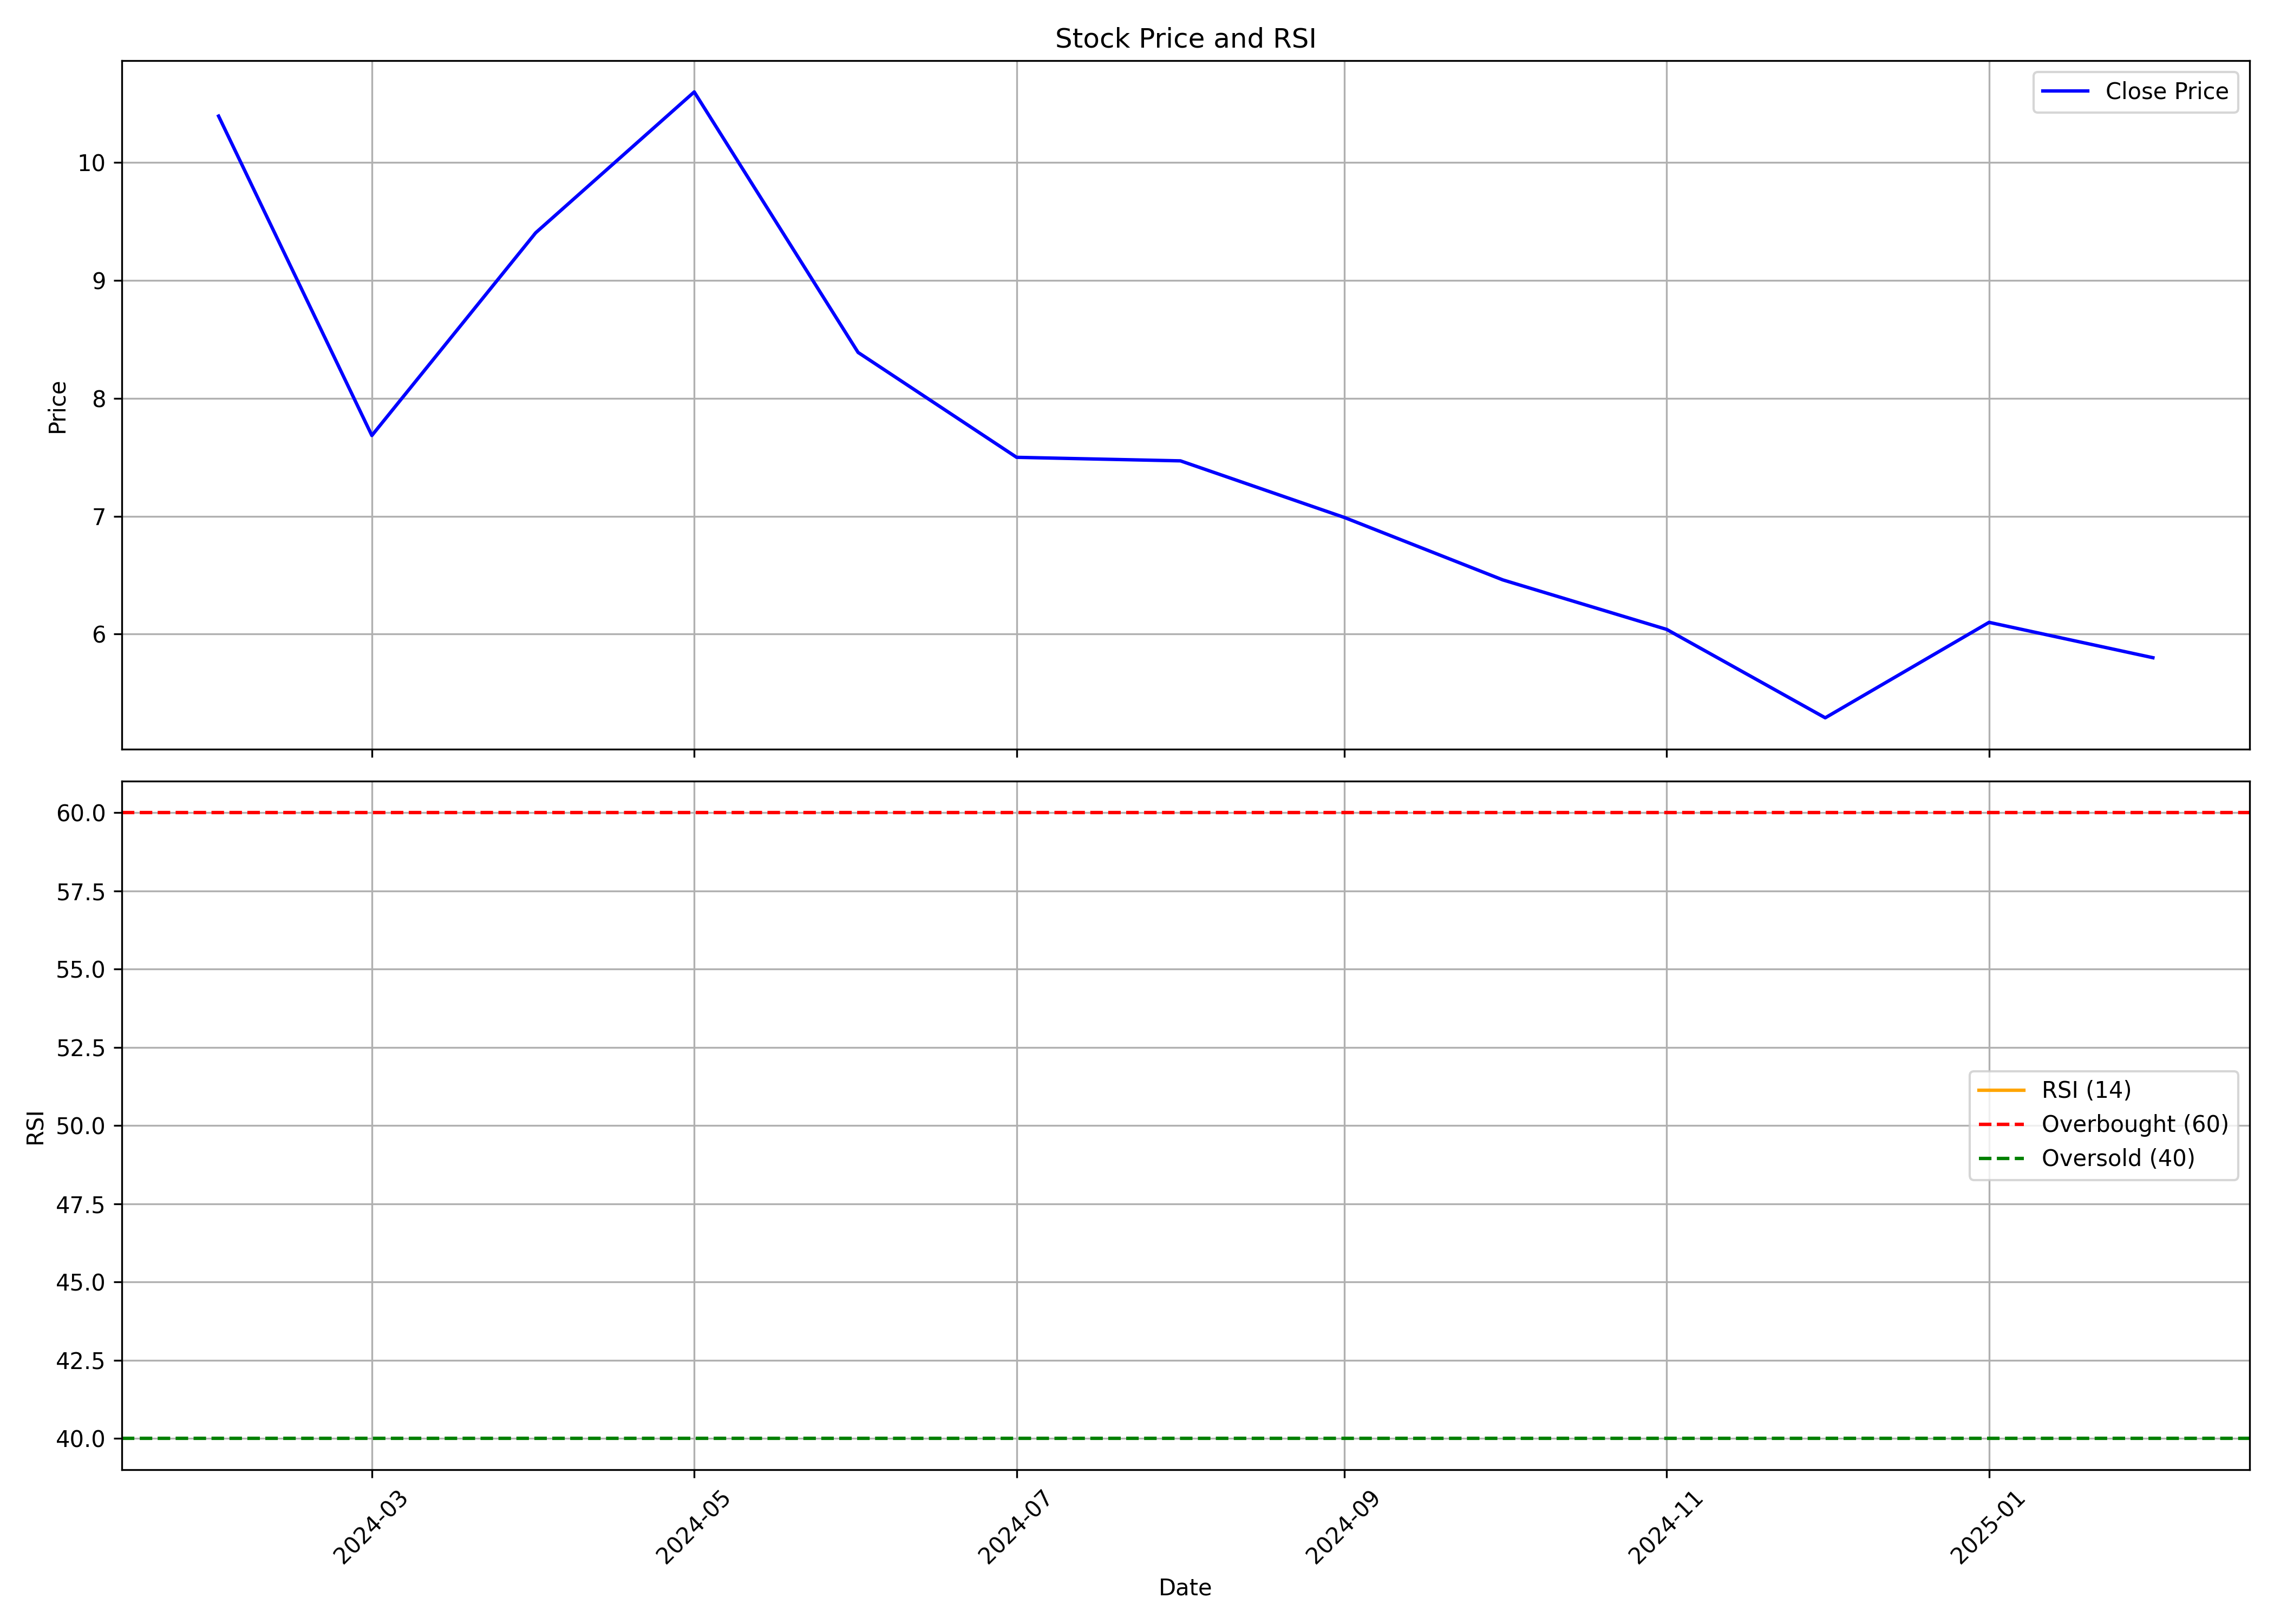 Stock Price and RSI
Close Price
Price
10
9
8
7
6
RSI
60.0
57.5
55.0
52.5
50.0
47.5
45.0
42.5
40.0
RSI (14)
Overbought (60)
Oversold (40)
2024-03
2024-05
2024-07
2024-09
2024-11
2025-01
Date